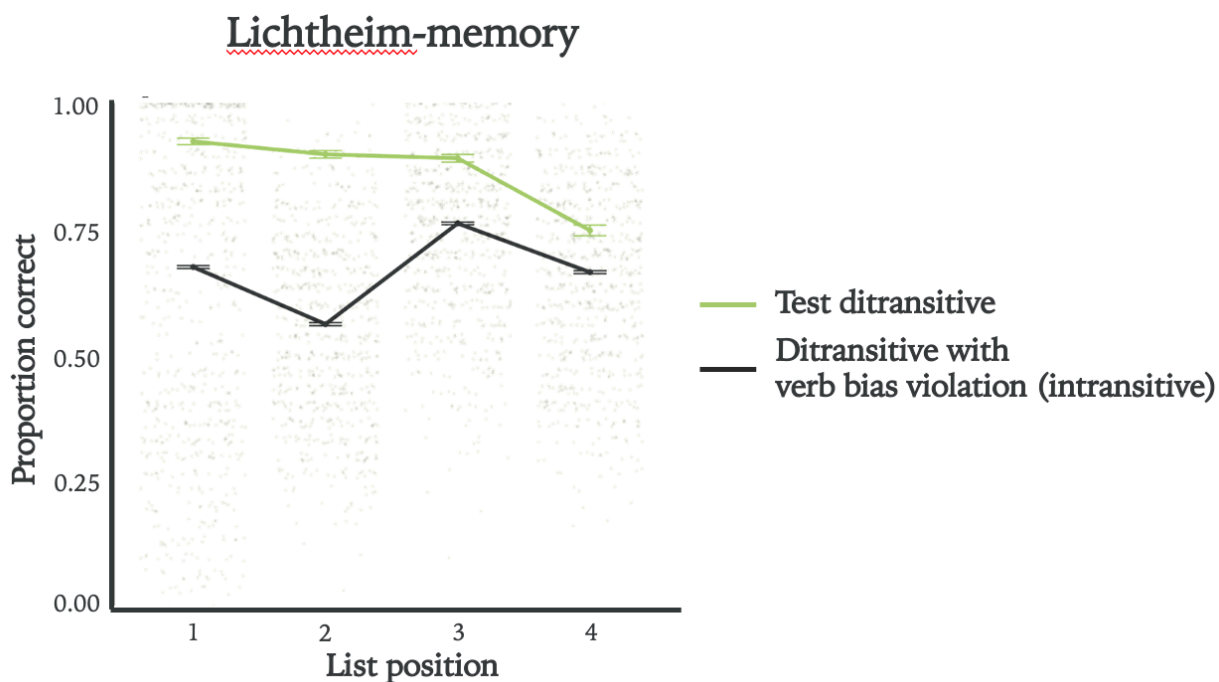 Lichtheim-memory
1.00
0.75
0.50
0.25
0.00
Proportion correct
1 2 3 4
List position
Test ditransitive
Ditransitive with
verb bias violation (intransitive)